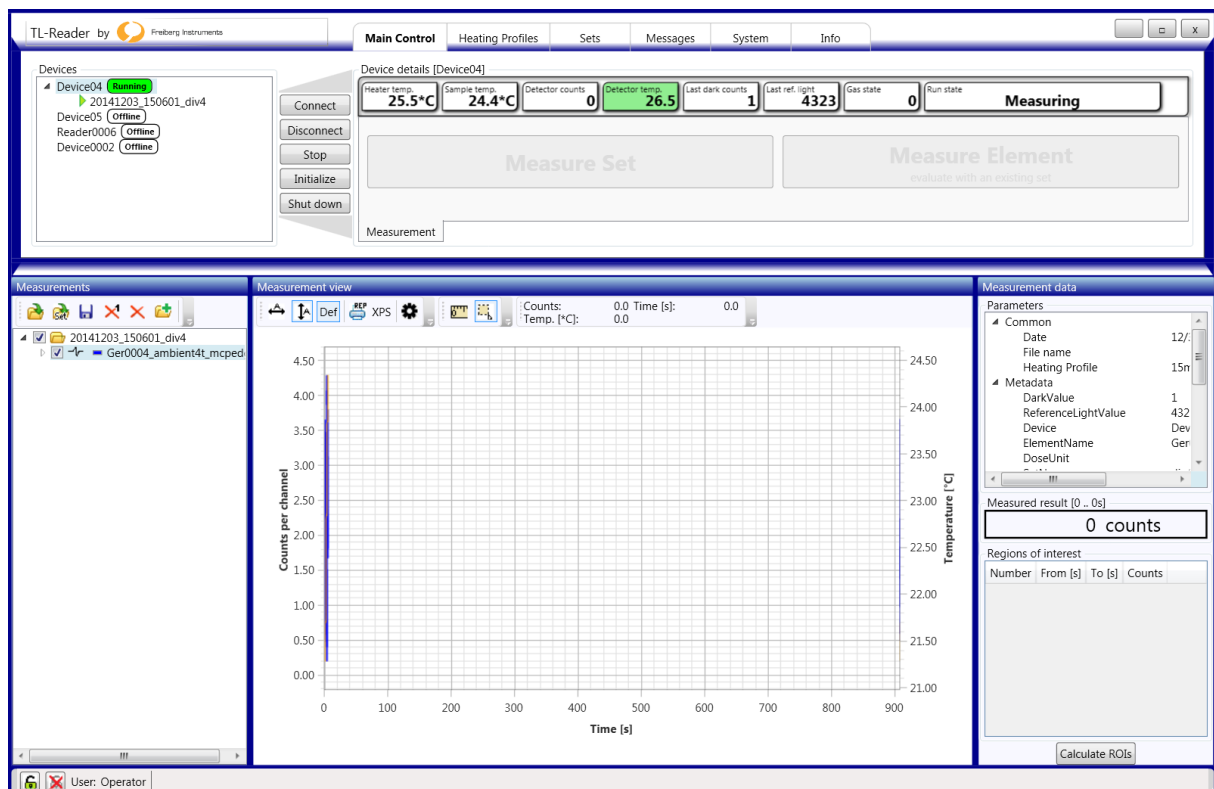 TL-Reader by Freiberg Instruments
Main Control Heating Profiles Sets Messages System Info
x
Devices
Device04 Running
20141203_150601_div4
Device05 Offline
Reader0006 Offline
Device0002 Offline
Connect
Disconnect
Stop
Initialize
Shut down
Device details [Device04]
Heater temp. 25.5*C
Sample temp. 24.4*C
Detector counts 0
Detector temp. 26.5
Last dark counts 1
Last ref. light 4323
Gas state 0
Run state Measuring
Measure Set
Measure Element
evaluate with an existing set
Measurement
Measurements
20141203_150601_div4
Ger0004_ambient4t_mcped
Measurement view
Def REP XPS
Counts: 0.0 Time [s]: 0.0
Temp. [*C]: 0.0
4.50
4.00
3.50
3.00
2.50
2.00
1.50
1.00
0.50
0.00
Counts per channel
24.50
24.00
23.50
23.00
22.50
22.00
21.50
21.00
Temperature [°C]
0 100 200 300 400 500 600 700 800 900
Time [s]
Measurement data
Parameters
Common
Date 12/
File name
Heating Profile 15m
Metadata
DarkValue 1
ReferenceLightValue 432
Device Dev
ElementName Ger
DoseUnit
Measured result [0 .. 0s]
0 counts
Regions of interest
Number From [s] To [s] Counts
Calculate ROIs
User: Operator